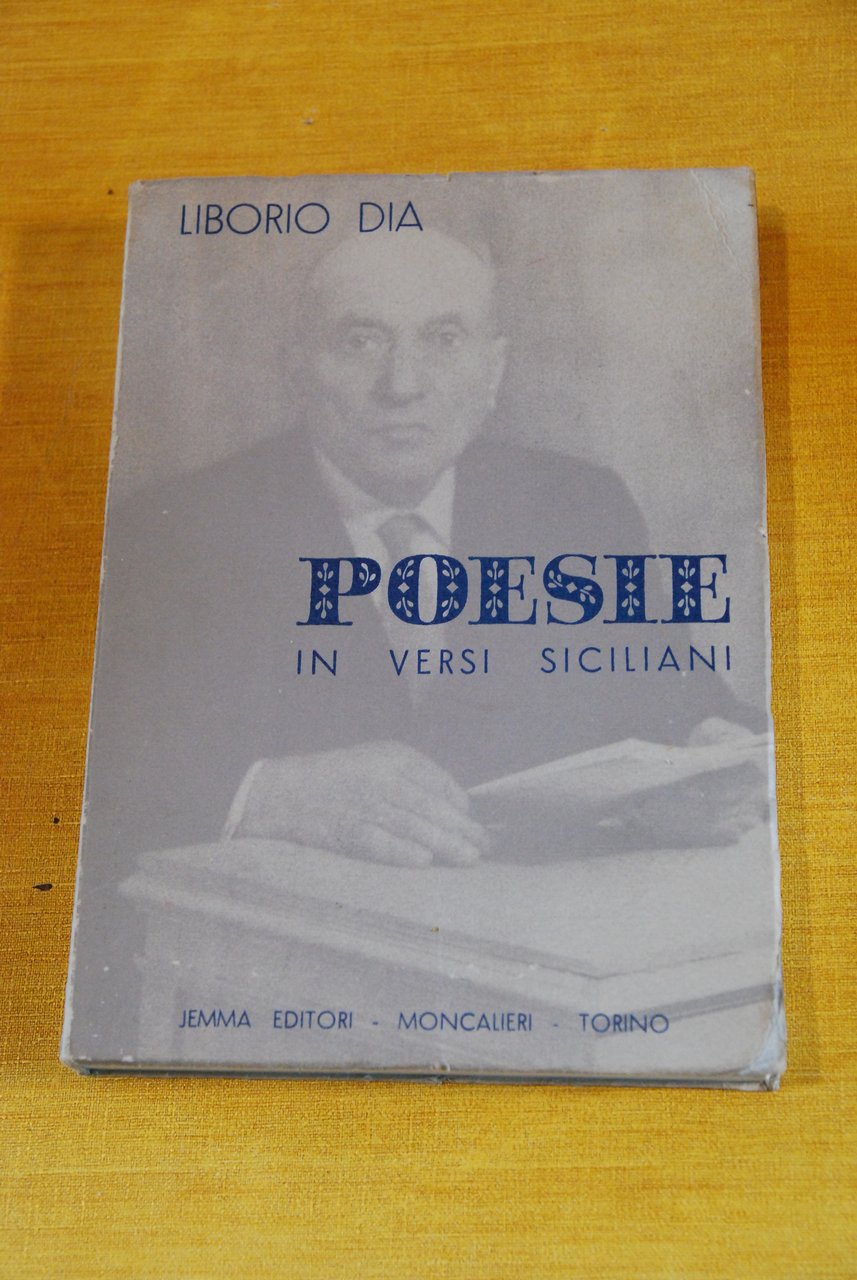 LIBORIO DIA
POESIE
IN VERSI SICILIANI
JEMMA EDITORI - MONCALIERI - TORINO